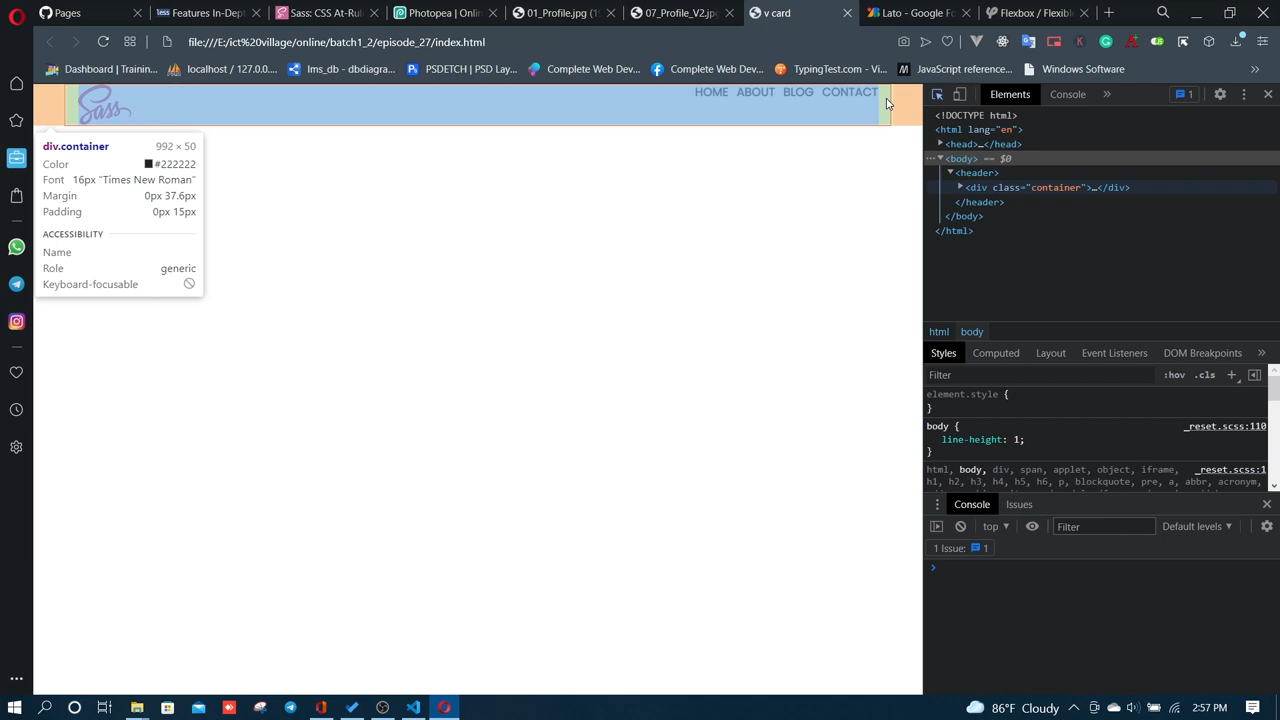 Pages
less Features In-Dept
Sass: CSS At-Rul
Photopea | Onlin
01_Profile.jpg (1
07_Profile_V2.jpg
v card
Lato - Google Fo
Flexbox / Flexible
file:///E:/ict%20village/online/batch1_2/episode_27/index.html
Dashboard | Trainin...
localhost / 127.0.0....
lms_db - dbdiagra...
PSDETCH | PSD Lay...
Complete Web Dev...
Complete Web Dev...
TypingTest.com - Vi...
JavaScript reference...
Windows Software
Sass
HOME ABOUT BLOG CONTACT
div.container 992 × 50
Color #222222
Font 16px "Times New Roman"
Margin 0px 37.6px
Padding 0px 15px
ACCESSIBILITY
Name
Role generic
Keyboard-focusable
Elements Console » 1
<!DOCTYPE html>
<html lang="en">
<head>…</head>
<body> == $0
<header>
<div class="container">…</div>
</header>
</body>
</html>
html body
Styles Computed Layout Event Listeners DOM Breakpoints »
Filter :hov .cls +
element.style {
}
body { _reset.scss:110
line-height: 1;
}
html, body, div, span, applet, object, iframe, _reset.scss:1
h1, h2, h3, h4, h5, h6, p, blockquote, pre, a, abbr, acronym,
Console Issues
top Filter Default levels
1 Issue: 1
86°F Cloudy 2:57 PM